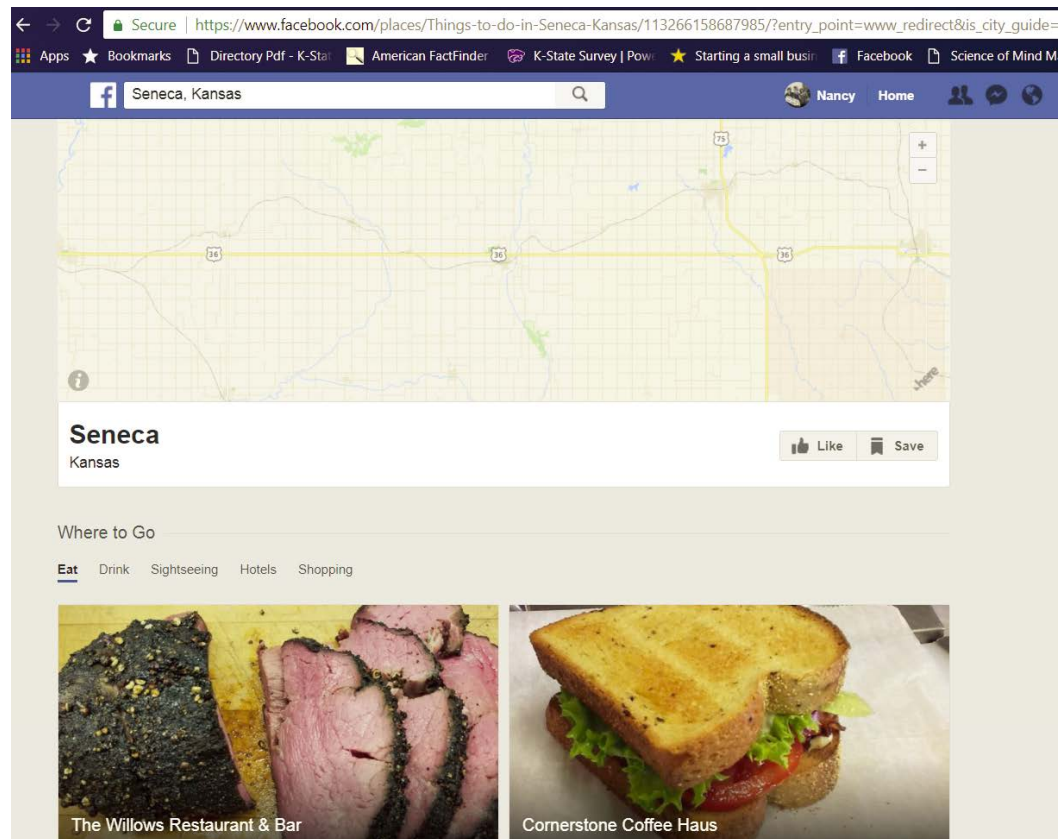 Secure | https://www.facebook.com/places/Things-to-do-in-Seneca-Kansas/113266158687985/?entry_point=www_redirect&is_city_guide=
Apps Bookmarks Directory Pdf - K-Stat American FactFinder K-State Survey | Powe Starting a small busin Facebook Science of Mind M
f Seneca, Kansas Nancy Home
75
+
−
36 36 36
i here
Seneca
Kansas
Like Save
Where to Go
Eat Drink Sightseeing Hotels Shopping
The Willows Restaurant & Bar Cornerstone Coffee Haus